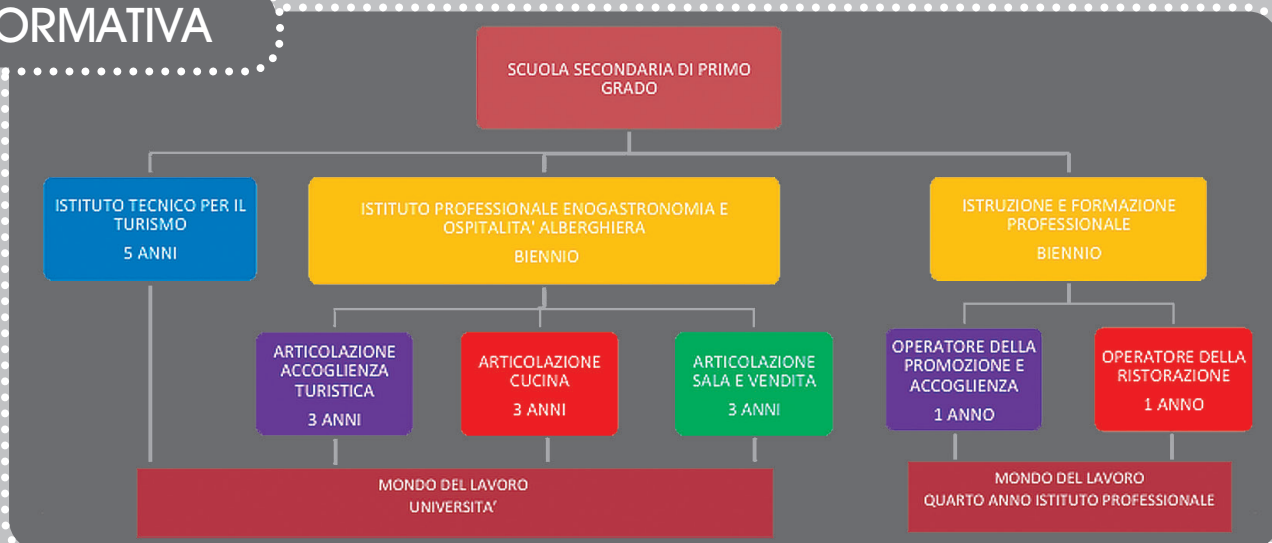 ORMATIVA
SCUOLA SECONDARIA DI PRIMO
GRADO
ISTITUTO TECNICO PER IL
TURISMO
5 ANNI
ISTITUTO PROFESSIONALE ENOGASTRONOMIA E
OSPITALITA' ALBERGHIERA
BIENNIO
ISTRUZIONE E FORMAZIONE
PROFESSIONALE
BIENNIO
ARTICOLAZIONE
ACCOGLIENZA
TURISTICA
3 ANNI
ARTICOLAZIONE
CUCINA
3 ANNI
ARTICOLAZIONE
SALA E VENDITA
3 ANNI
OPERATORE DELLA
PROMOZIONE E
ACCOGLIENZA
1 ANNO
OPERATORE DELLA
RISTORAZIONE
1 ANNO
MONDO DEL LAVORO
UNIVERSITA'
MONDO DEL LAVORO
QUARTO ANNO ISTITUTO PROFESSIONALE